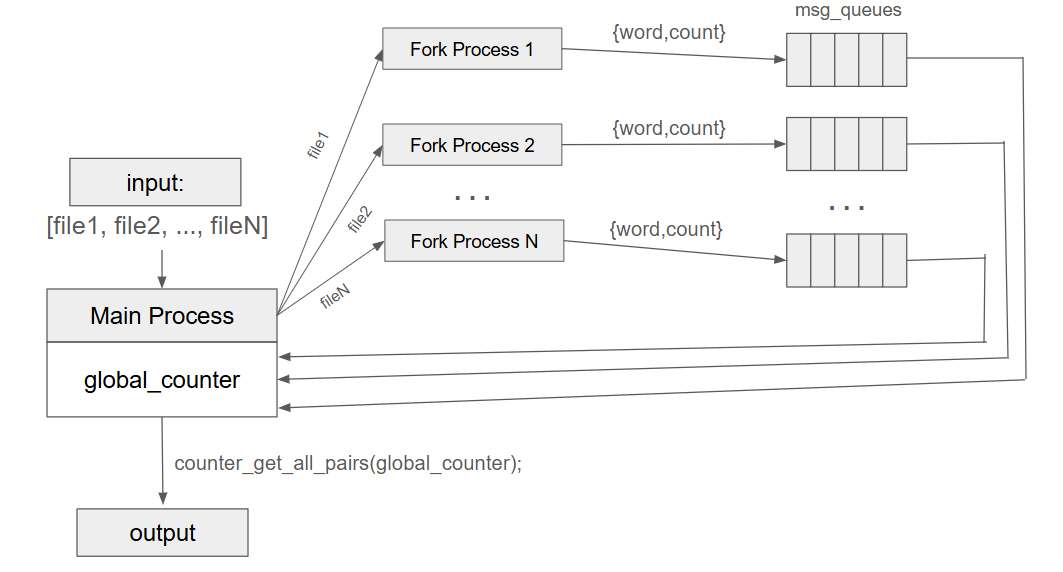 msg_queues
Fork Process 1
{word,count}
file1
Fork Process 2
{word,count}
input:
[file1, file2, ..., fileN]
file2
. . .
. . .
Fork Process N
{word,count}
fileN
Main Process
global_counter
counter_get_all_pairs(global_counter);
output